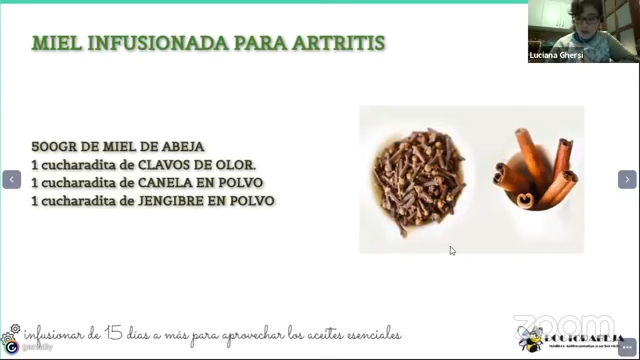 MIEL INFUSIONADA PARA ARTRITIS
Luciana Ghersi
500GR DE MIEL DE ABEJA
1 cucharadita de CLAVOS DE OLOR.
1 cucharadita de CANELA EN POLVO
1 cucharadita de JENGIBRE EN POLVO
infusionar de 15 días a más para aprovechar los aceites esenciales
genially
zoom
DOCTORABEJA